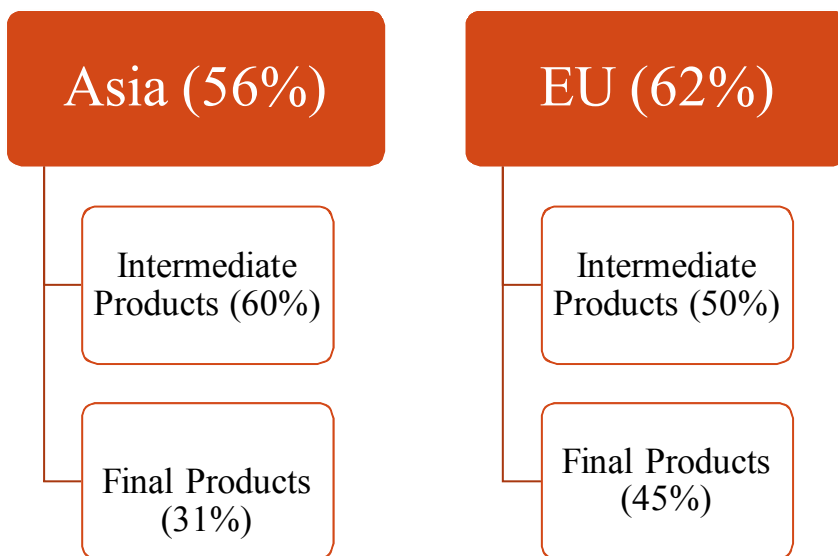 Asia (56%)
Intermediate
Products (60%)
Final Products
(31%)
EU (62%)
Intermediate
Products (50%)
Final Products
(45%)